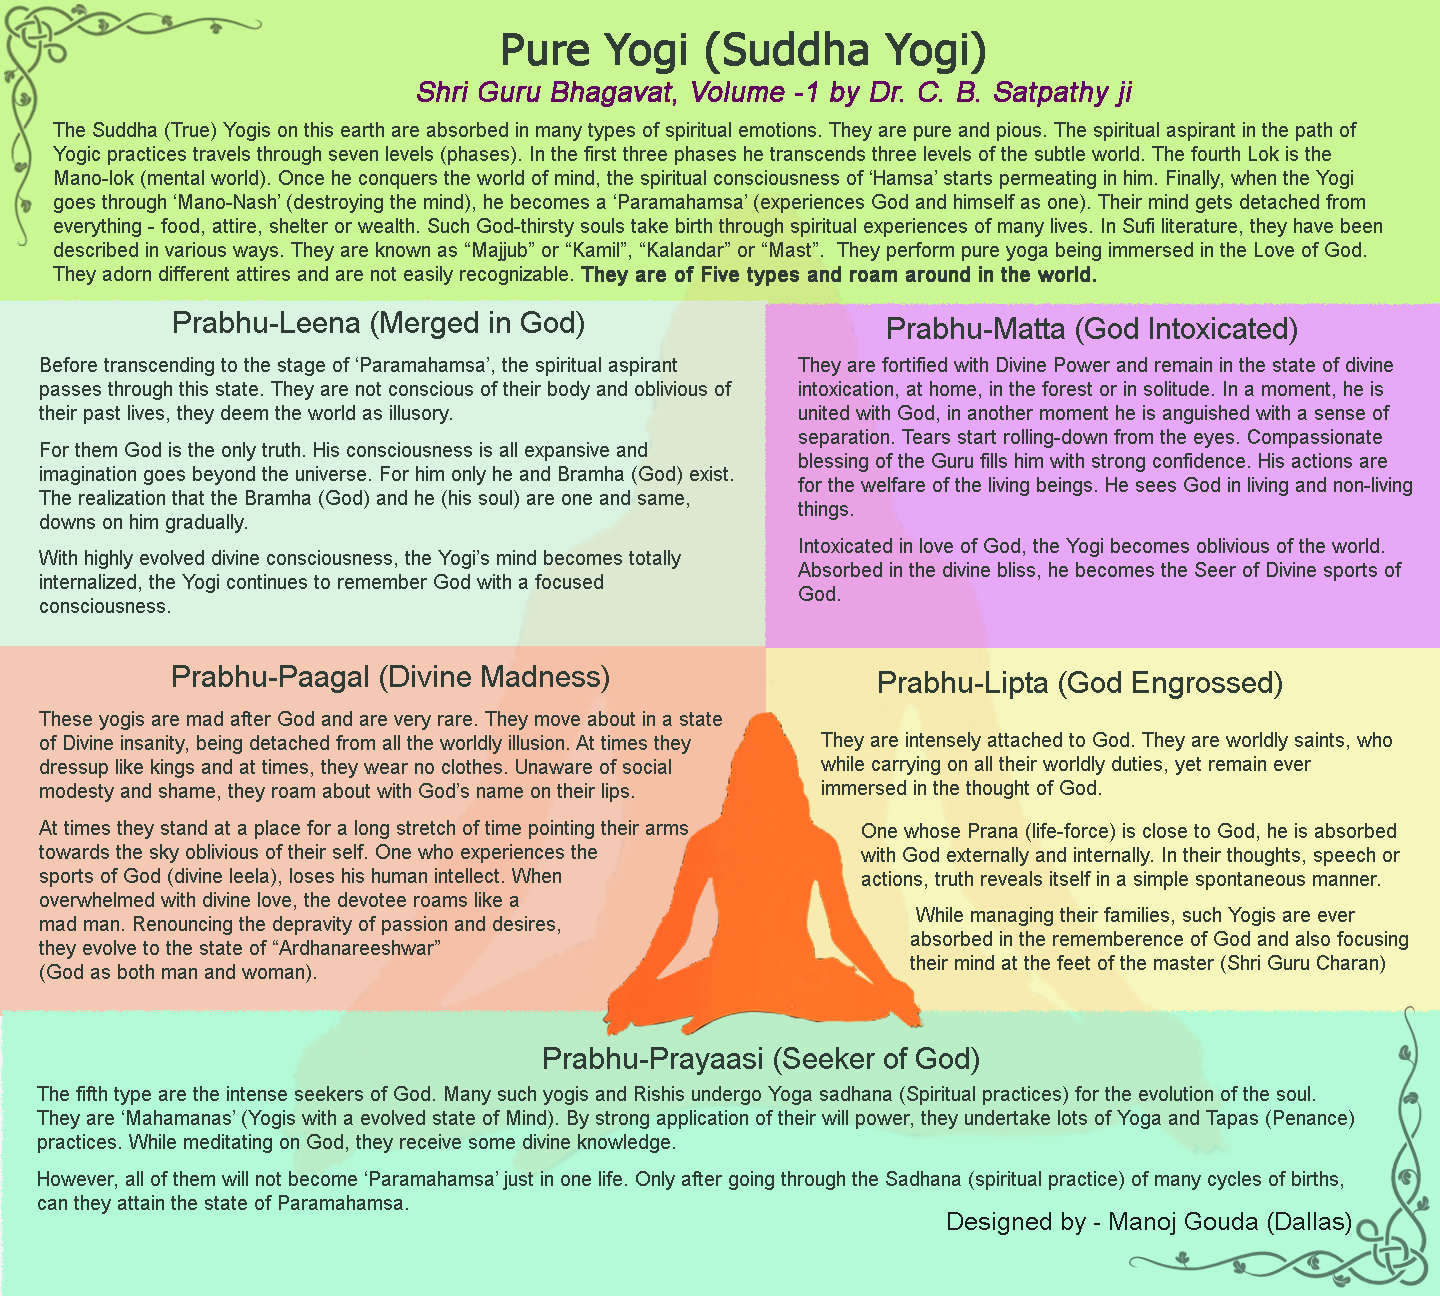 Pure Yogi (Suddha Yogi)
Shri Guru Bhagavat, Volume -1 by Dr. C. B. Satpathy ji
The Suddha (True) Yogis on this earth are absorbed in many types of spiritual emotions. They are pure and pious. The spiritual aspirant in the path of
Yogic practices travels through seven levels (phases). In the first three phases he transcends three levels of the subtle world. The fourth Lok is the
Mano-lok (mental world). Once he conquers the world of mind, the spiritual consciousness of ‘Hamsa’ starts permeating in him. Finally, when the Yogi
goes through ‘Mano-Nash’ (destroying the mind), he becomes a ‘Paramahamsa’ (experiences God and himself as one). Their mind gets detached from
everything - food, attire, shelter or wealth. Such God-thirsty souls take birth through spiritual experiences of many lives. In Sufi literature, they have been
described in various ways. They are known as “Majjub” or “Kamil”, “Kalandar” or “Mast”.  They perform pure yoga being immersed in the Love of God.
They adorn different attires and are not easily recognizable. They are of Five types and roam around in the world.
Prabhu-Leena (Merged in God)
Before transcending to the stage of ‘Paramahamsa’, the spiritual aspirant
passes through this state. They are not conscious of their body and oblivious of
their past lives, they deem the world as illusory.
For them God is the only truth. His consciousness is all expansive and
imagination goes beyond the universe. For him only he and Bramha (God) exist.
The realization that the Bramha (God) and he (his soul) are one and same,
downs on him gradually.
With highly evolved divine consciousness, the Yogi’s mind becomes totally
internalized, the Yogi continues to remember God with a focused
consciousness.
Prabhu-Matta (God Intoxicated)
They are fortified with Divine Power and remain in the state of divine
intoxication, at home, in the forest or in solitude. In a moment, he is
united with God, in another moment he is anguished with a sense of
separation. Tears start rolling-down from the eyes. Compassionate
blessing of the Guru fills him with strong confidence. His actions are
for the welfare of the living beings. He sees God in living and non-living
things.
Intoxicated in love of God, the Yogi becomes oblivious of the world.
Absorbed in the divine bliss, he becomes the Seer of Divine sports of
God.
Prabhu-Paagal (Divine Madness)
These yogis are mad after God and are very rare. They move about in a state
of Divine insanity, being detached from all the worldly illusion. At times they
dressup like kings and at times, they wear no clothes. Unaware of social
modesty and shame, they roam about with God’s name on their lips.
At times they stand at a place for a long stretch of time pointing their arms
towards the sky oblivious of their self. One who experiences the
sports of God (divine leela), loses his human intellect. When
overwhelmed with divine love, the devotee roams like a
mad man. Renouncing the depravity of passion and desires,
they evolve to the state of “Ardhanareeshwar”
(God as both man and woman).
Prabhu-Lipta (God Engrossed)
They are intensely attached to God. They are worldly saints, who
while carrying on all their worldly duties, yet remain ever
immersed in the thought of God.
One whose Prana (life-force) is close to God, he is absorbed
with God externally and internally. In their thoughts, speech or
actions, truth reveals itself in a simple spontaneous manner.
While managing their families, such Yogis are ever
absorbed in the rememberence of God and also focusing
their mind at the feet of the master (Shri Guru Charan)
Prabhu-Prayaasi (Seeker of God)
The fifth type are the intense seekers of God. Many such yogis and Rishis undergo Yoga sadhana (Spiritual practices) for the evolution of the soul.
They are ‘Mahamanas’ (Yogis with a evolved state of Mind). By strong application of their will power, they undertake lots of Yoga and Tapas (Penance)
practices. While meditating on God, they receive some divine knowledge.
However, all of them will not become ‘Paramahamsa’ just in one life. Only after going through the Sadhana (spiritual practice) of many cycles of births,
can they attain the state of Paramahamsa.
Designed by - Manoj Gouda (Dallas)